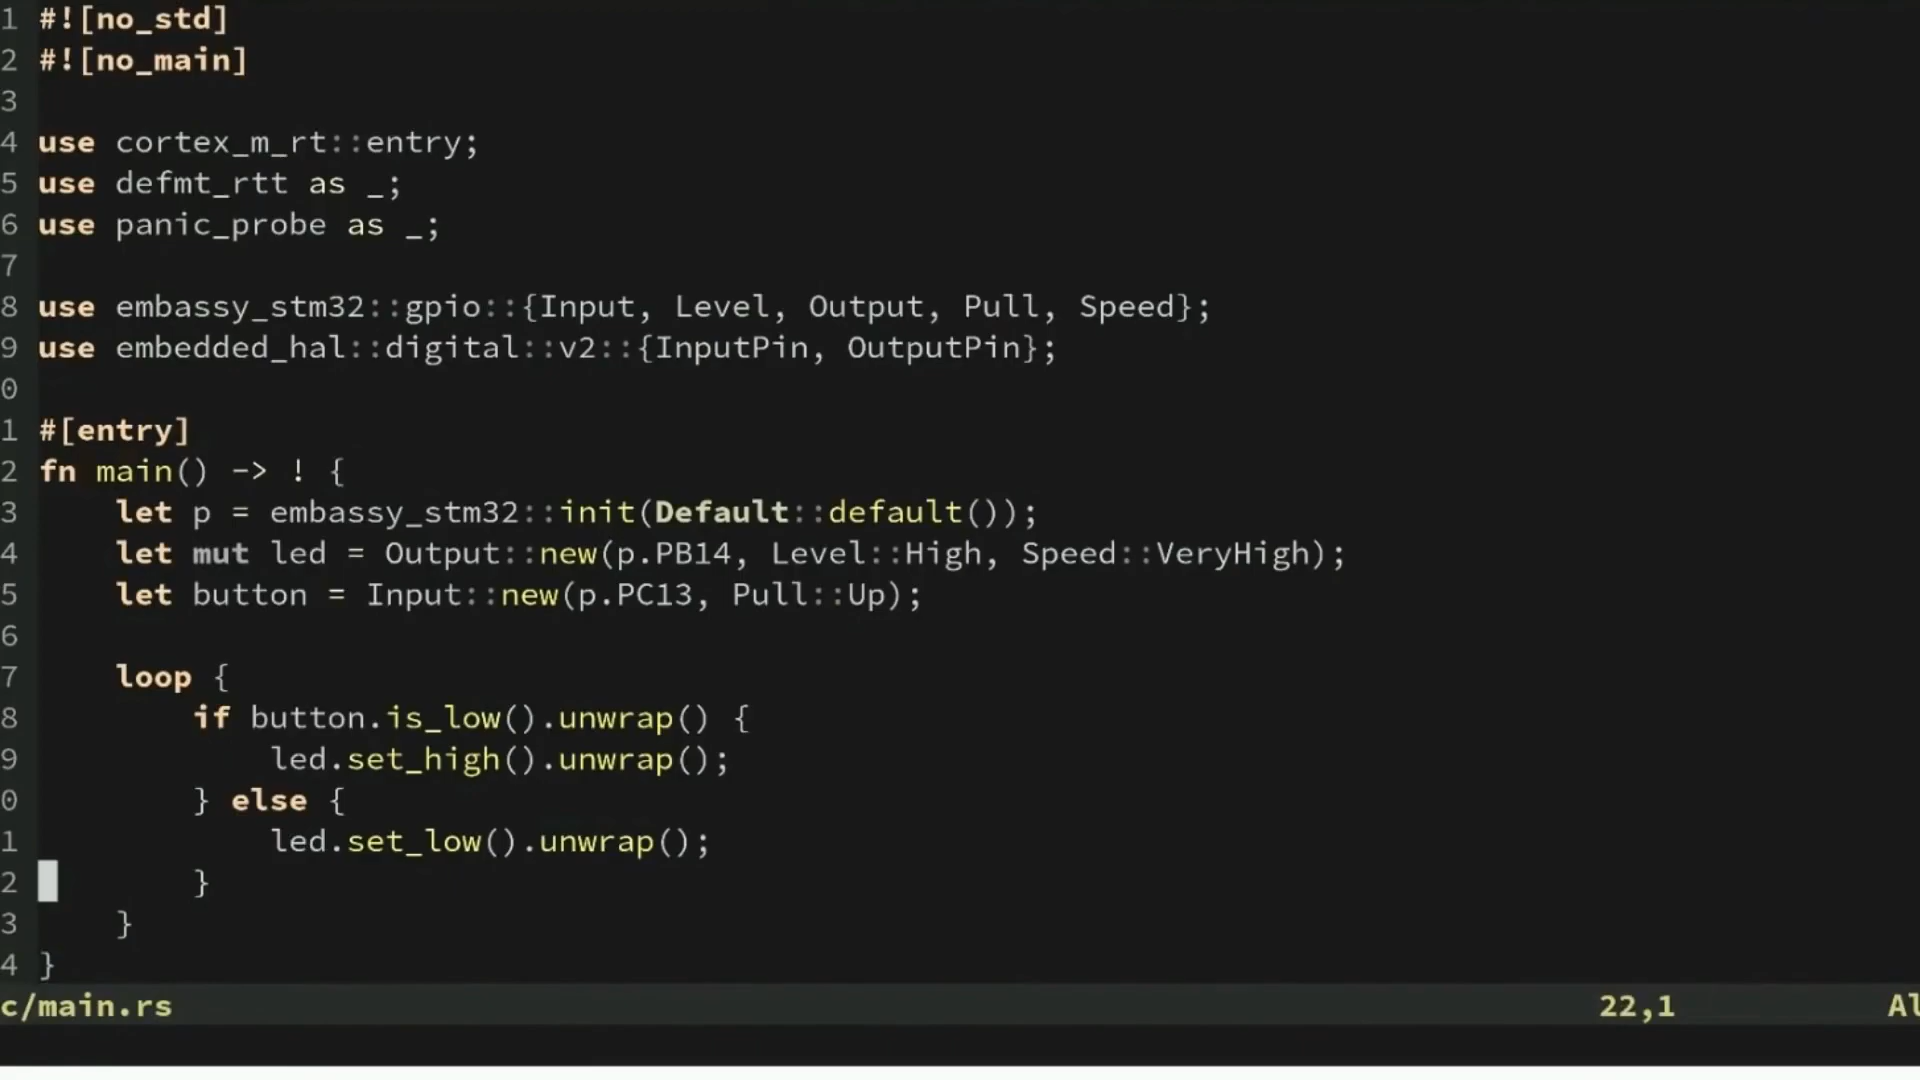 1 #![no_std]
2 #![no_main]
3
4 use cortex_m_rt::entry;
5 use defmt_rtt as _;
6 use panic_probe as _;
7
8 use embassy_stm32::gpio::{Input, Level, Output, Pull, Speed};
9 use embedded_hal::digital::v2::{InputPin, OutputPin};
0
1 #[entry]
2 fn main() -> ! {
3     let p = embassy_stm32::init(Default::default());
4     let mut led = Output::new(p.PB14, Level::High, Speed::VeryHigh);
5     let button = Input::new(p.PC13, Pull::Up);
6
7     loop {
8         if button.is_low().unwrap() {
9             led.set_high().unwrap();
0         } else {
1             led.set_low().unwrap();
2         }
3     }
4 }
c/main.rs 22,1 Al